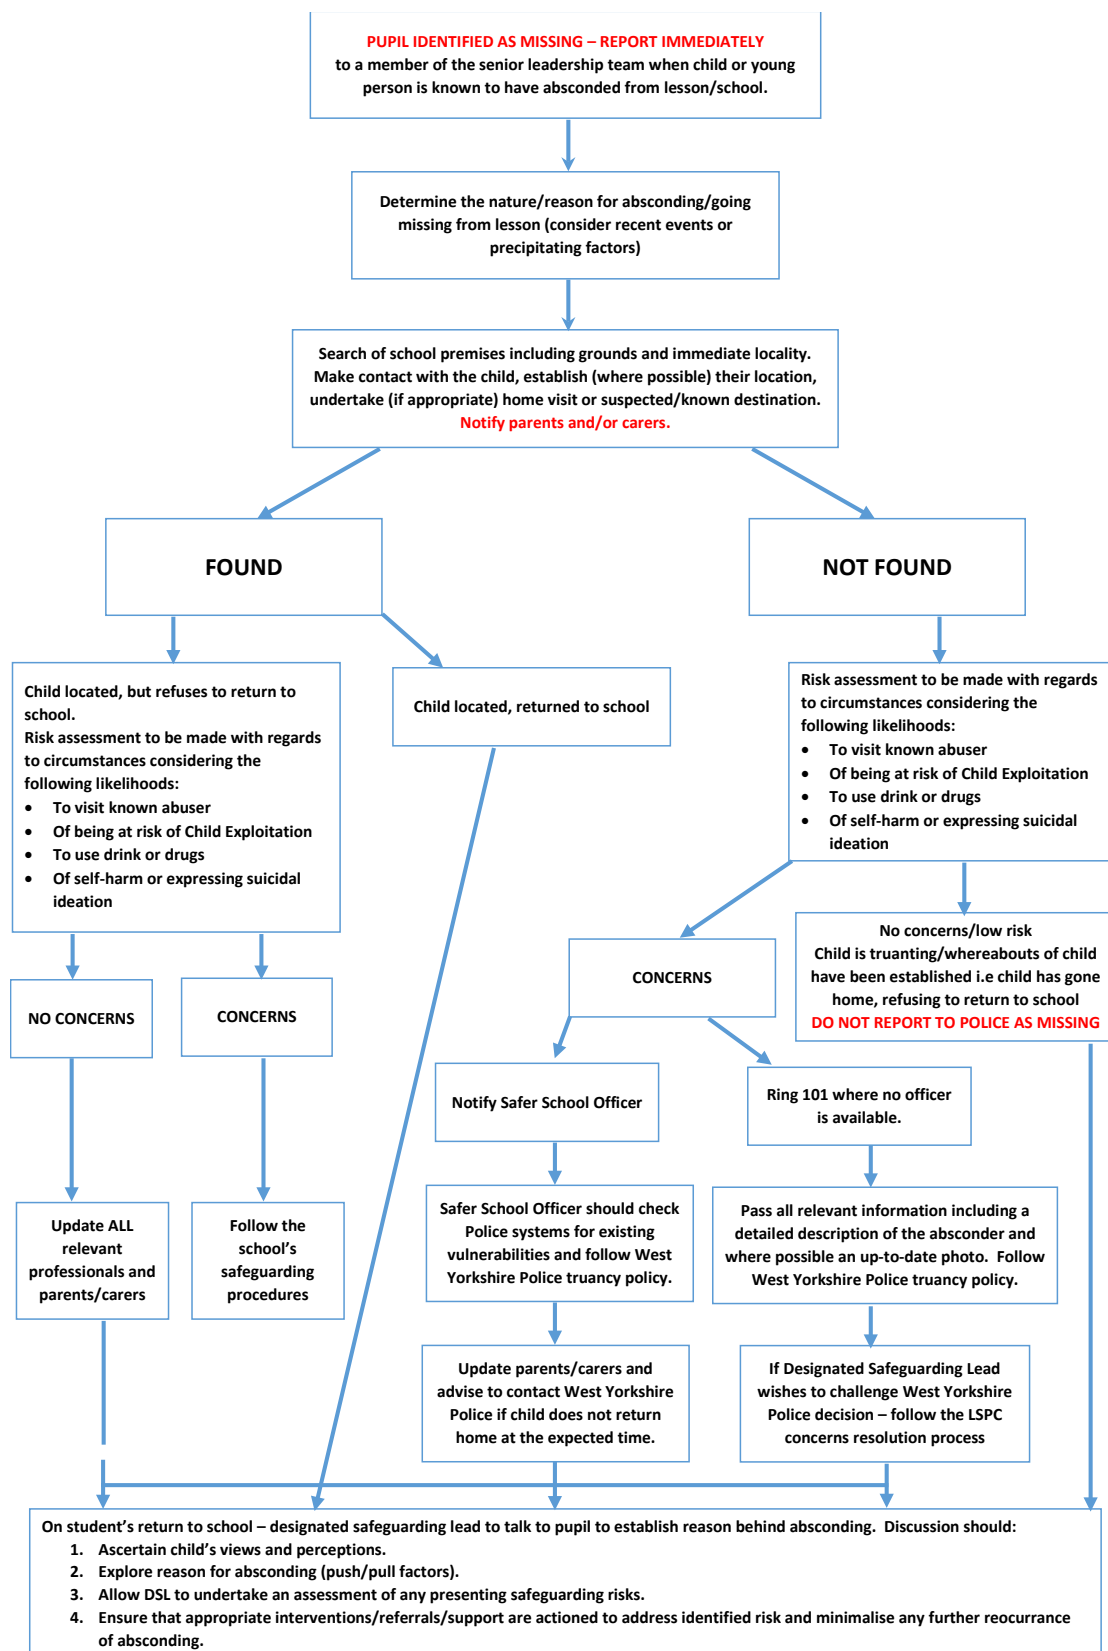 PUPIL IDENTIFIED AS MISSING – REPORT IMMEDIATELY
to a member of the senior leadership team when child or young
person is known to have absconded from lesson/school.
Determine the nature/reason for absconding/going
missing from lesson (consider recent events or
precipitating factors)
Search of school premises including grounds and immediate locality.
Make contact with the child, establish (where possible) their location,
undertake (if appropriate) home visit or suspected/known destination.
Notify parents and/or carers.
FOUND
NOT FOUND
Child located, but refuses to return to
school.
Risk assessment to be made with regards
to circumstances considering the
following likelihoods:
• To visit known abuser
• Of being at risk of Child Exploitation
• To use drink or drugs
• Of self-harm or expressing suicidal
ideation
Child located, returned to school
Risk assessment to be made with regards
to circumstances considering the
following likelihoods:
• To visit known abuser
• Of being at risk of Child Exploitation
• To use drink or drugs
• Of self-harm or expressing suicidal
ideation
NO CONCERNS
CONCERNS
CONCERNS
No concerns/low risk
Child is truanting/whereabouts of child
have been established i.e child has gone
home, refusing to return to school
DO NOT REPORT TO POLICE AS MISSING
Notify Safer School Officer
Ring 101 where no officer
is available.
Update ALL
relevant
professionals and
parents/carers
Follow the
school's
safeguarding
procedures
Safer School Officer should check
Police systems for existing
vulnerabilities and follow West
Yorkshire Police truancy policy.
Pass all relevant information including a
detailed description of the absconder and
where possible an up-to-date photo.  Follow
West Yorkshire Police truancy policy.
Update parents/carers and
advise to contact West Yorkshire
Police if child does not return
home at the expected time.
If Designated Safeguarding Lead
wishes to challenge West Yorkshire
Police decision – follow the LSPC
concerns resolution process
On student's return to school – designated safeguarding lead to talk to pupil to establish reason behind absconding.  Discussion should:
1. Ascertain child's views and perceptions.
2. Explore reason for absconding (push/pull factors).
3. Allow DSL to undertake an assessment of any presenting safeguarding risks.
4. Ensure that appropriate interventions/referrals/support are actioned to address identified risk and minimalise any further reocurrance
of absconding.